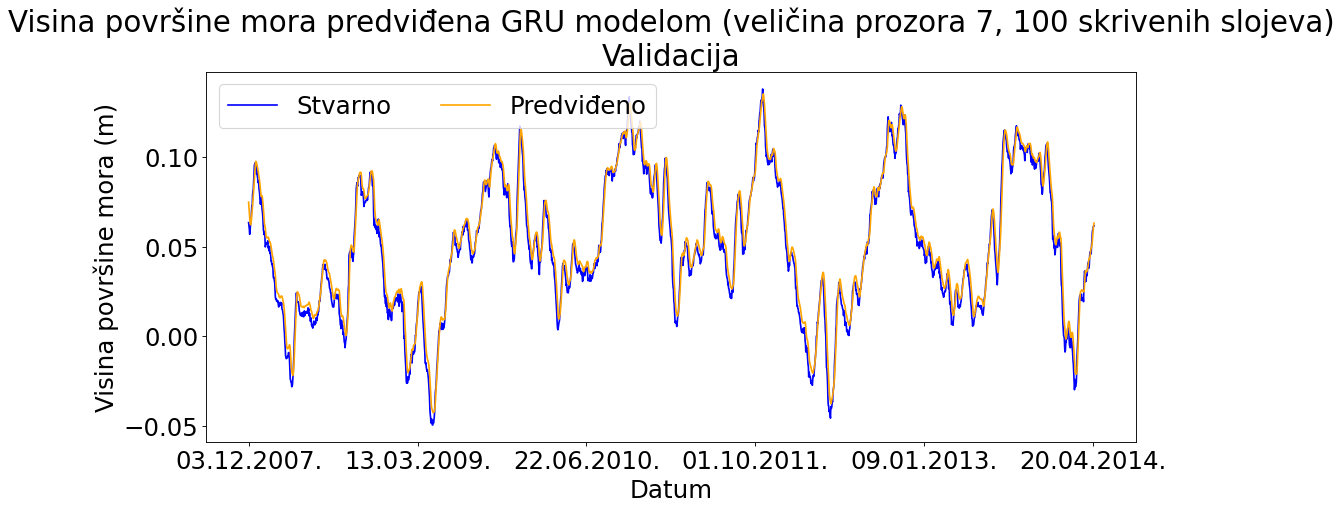 Visina površine mora predviđena GRU modelom (veličina prozora 7, 100 skrivenih slojeva)
Validacija
Stvarno Predviđeno
Visina površine mora (m)
0.10
0.05
0.00
−0.05
03.12.2007. 13.03.2009. 22.06.2010. 01.10.2011. 09.01.2013. 20.04.2014.
Datum